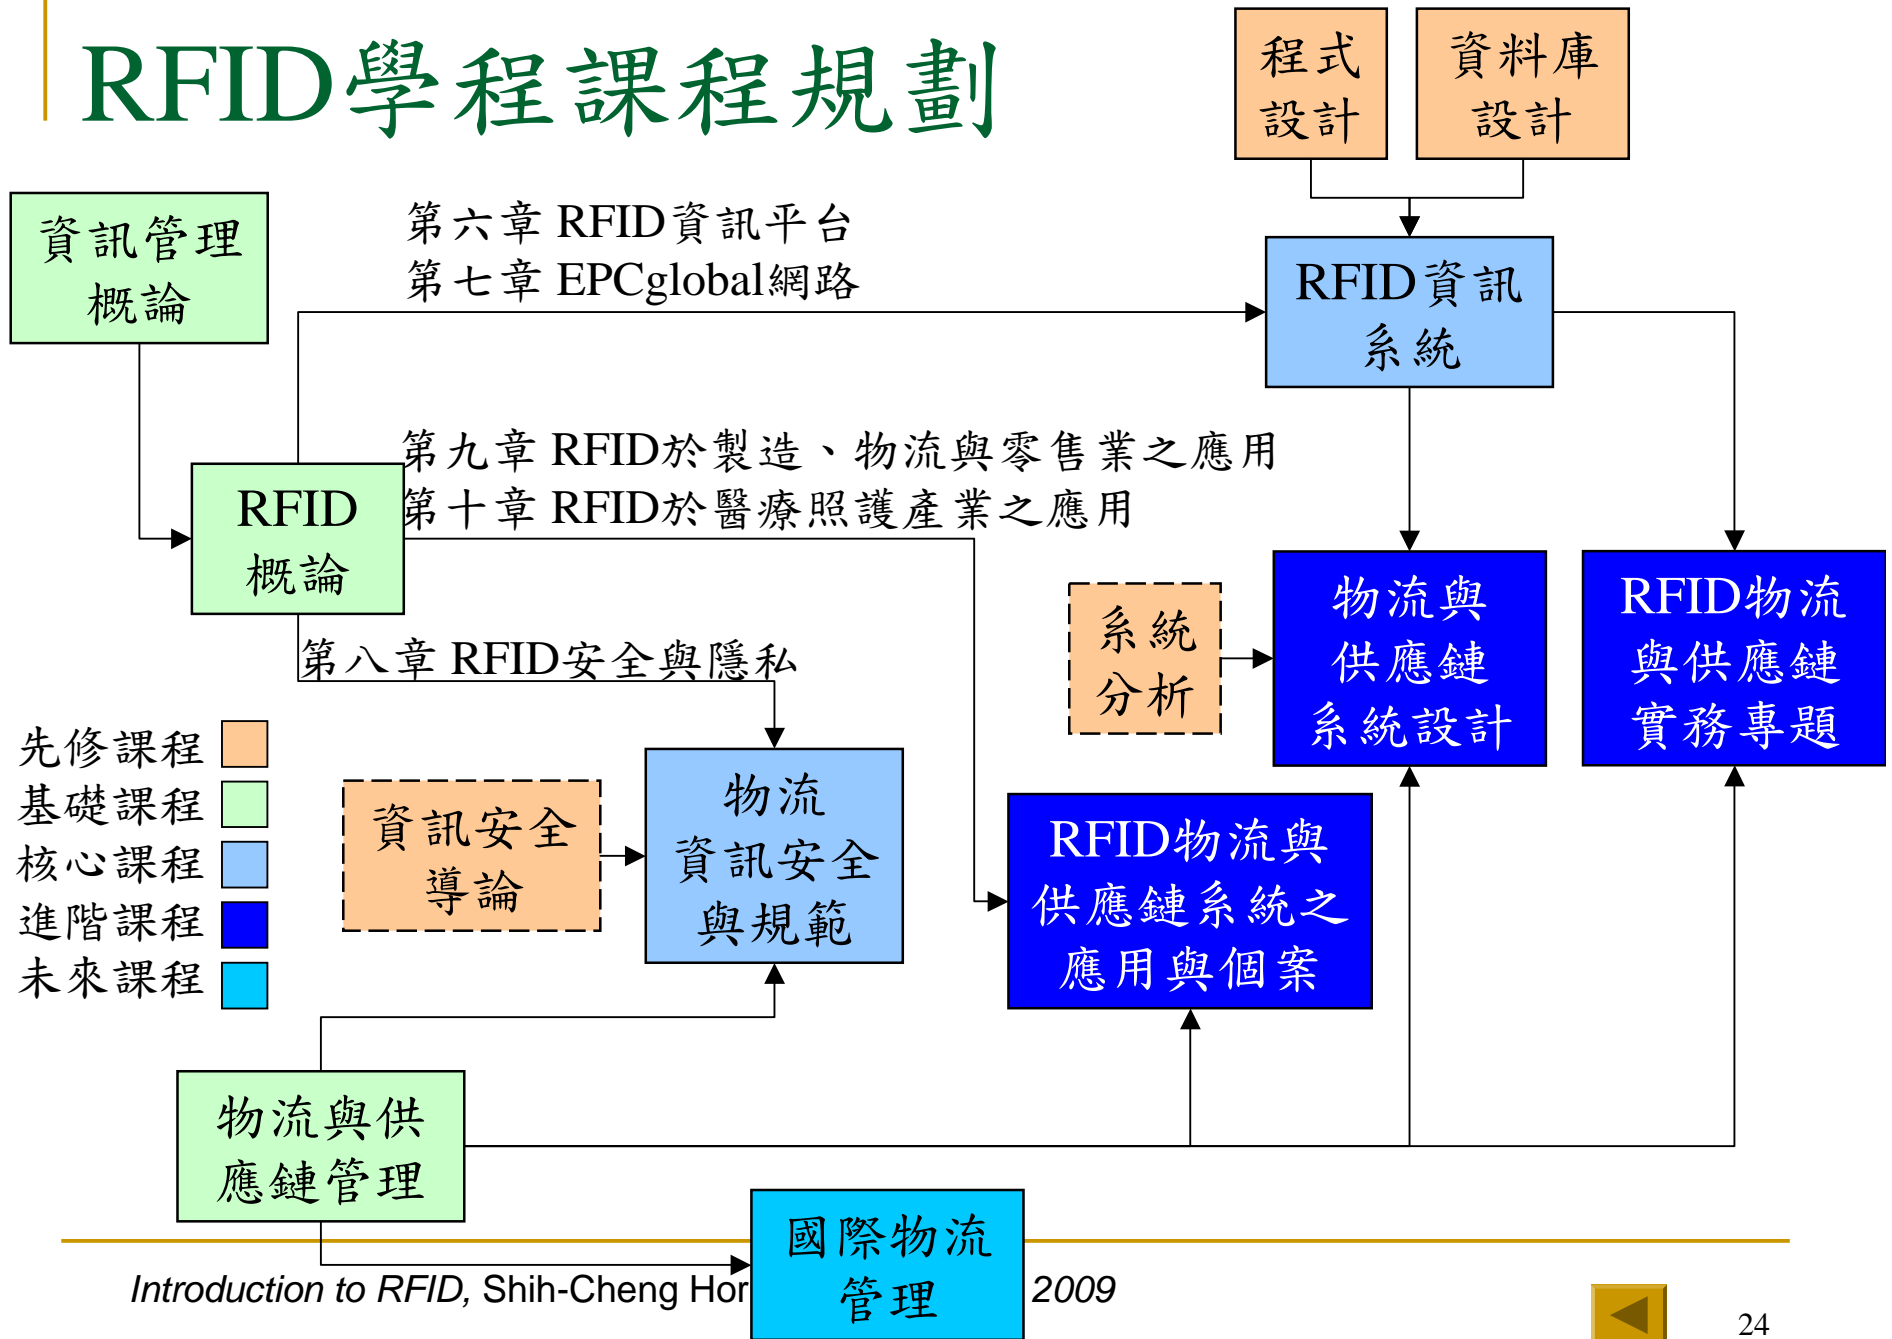 RFID學程課程規劃
程式
設計
資料庫
設計
資訊管理
概論
第六章 RFID資訊平台
第七章 EPCglobal網路
RFID資訊
系統
第九章 RFID於製造、物流與零售業之應用
第十章 RFID於醫療照護產業之應用
RFID
概論
第八章 RFID安全與隱私
系統
分析
物流與
供應鏈
系統設計
RFID物流
與供應鏈
實務專題
先修課程
基礎課程
核心課程
進階課程
未來課程
資訊安全
導論
物流
資訊安全
與規範
RFID物流與
供應鏈系統之
應用與個案
物流與供
應鏈管理
國際物流
管理
Introduction to RFID, Shih-Cheng Hor 2009
24